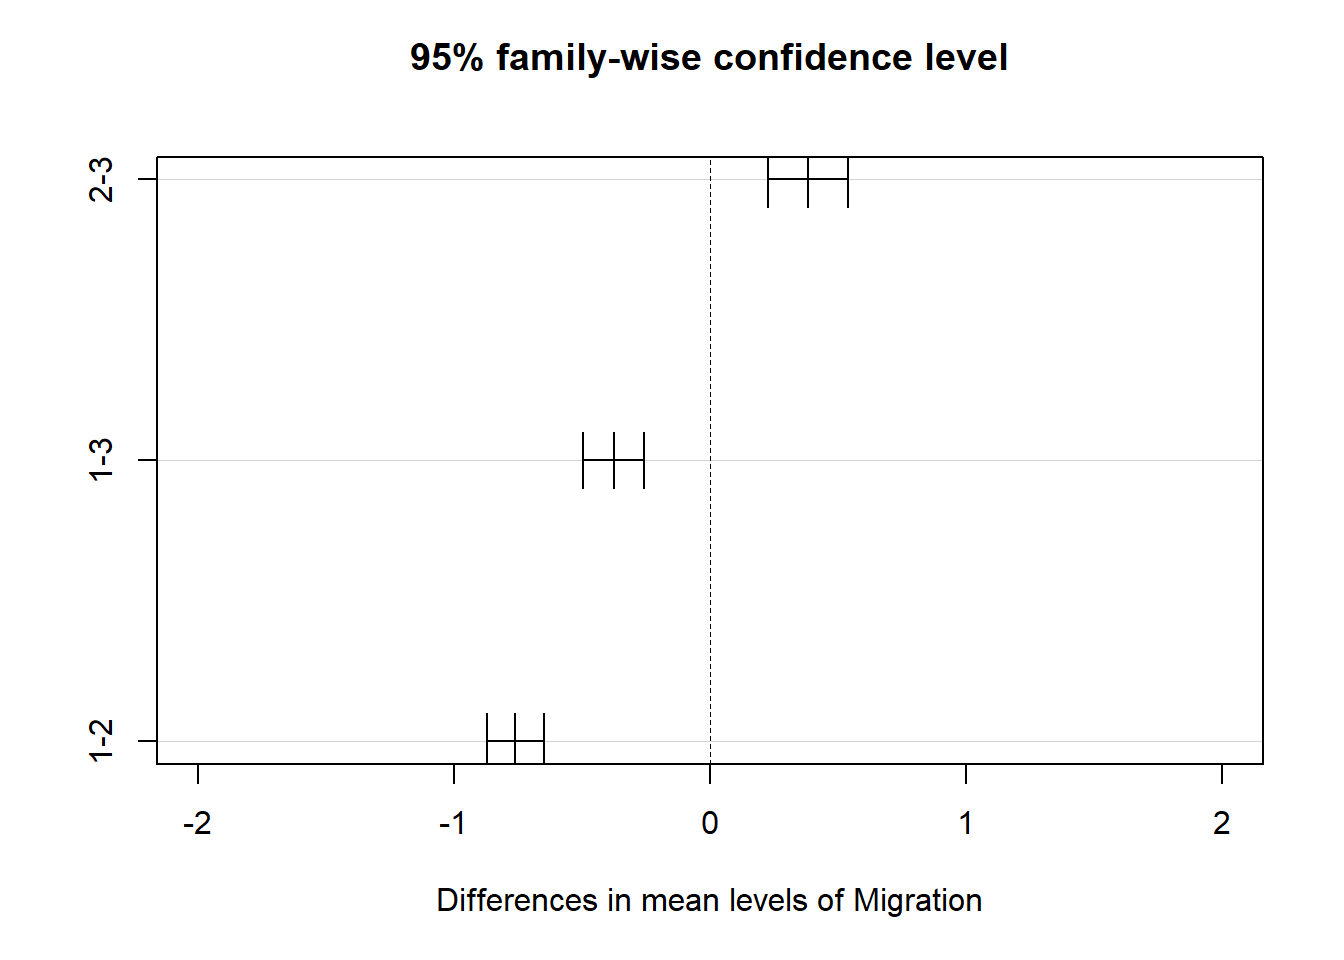 95% family-wise confidence level
2-3
1-3
1-2
-2 -1 0 1 2
Differences in mean levels of Migration